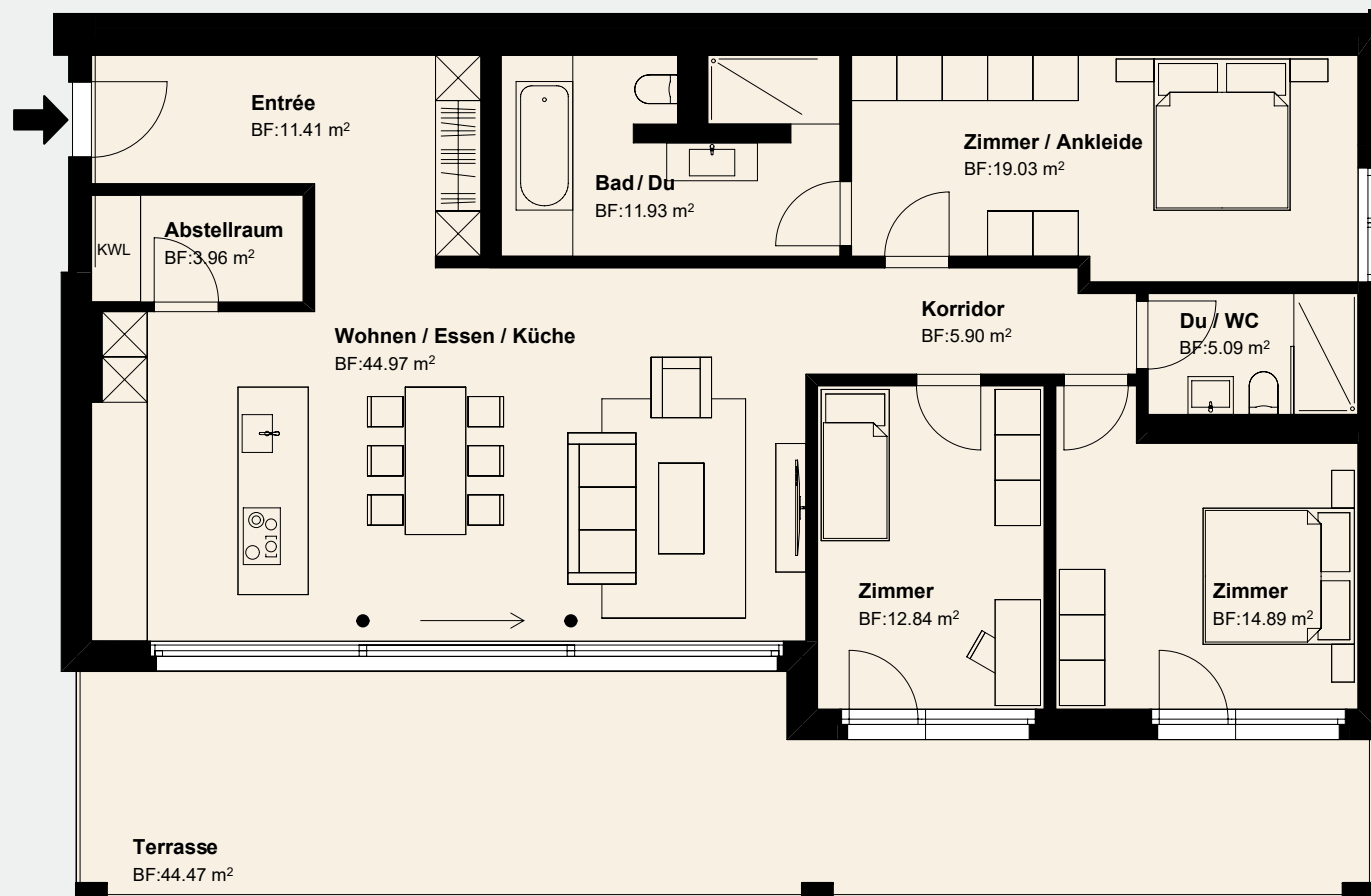 Entrée
BF:11.41 m²
Zimmer / Ankleide
BF:19.03 m²
Bad / Du
BF:11.93 m²
Abstellraum
BF:3.96 m²
KWL
Wohnen / Essen / Küche
BF:44.97 m²
Korridor
BF:5.90 m²
Du / WC
BF:5.09 m²
Zimmer
BF:12.84 m²
Zimmer
BF:14.89 m²
Terrasse
BF:44.47 m²